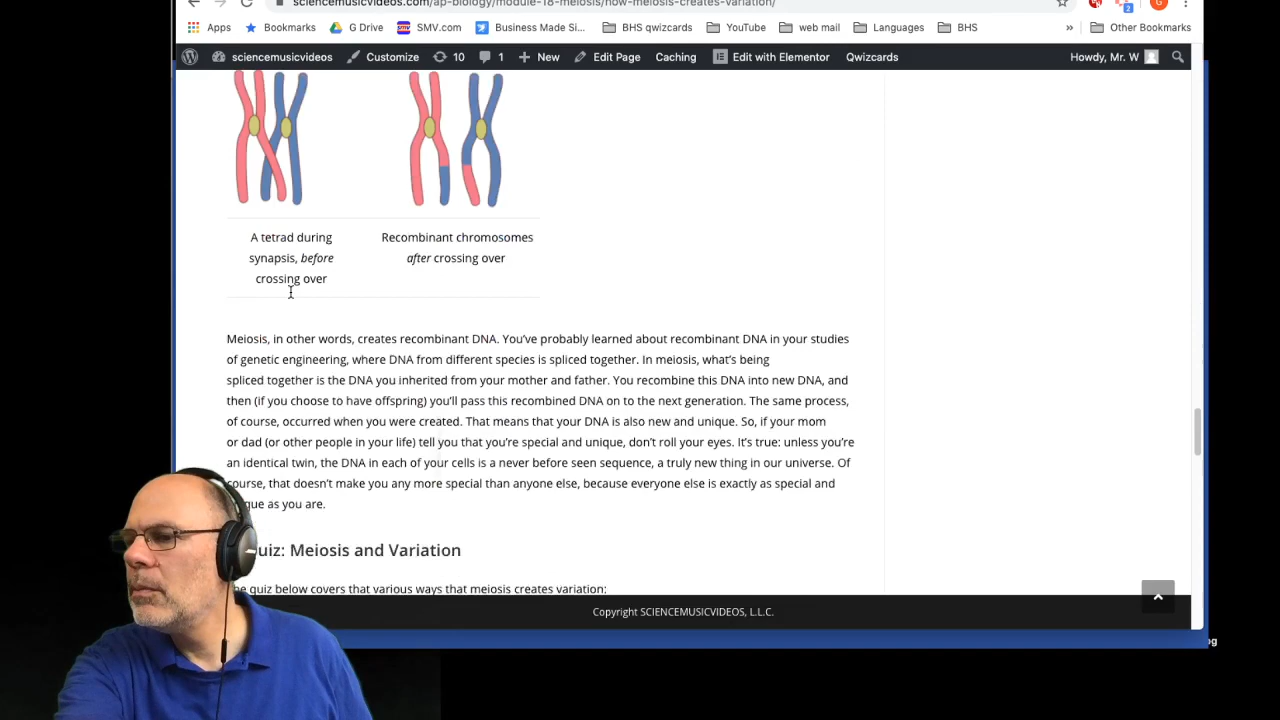 sciencemusicvideos.com/ap-biology/module-18-meiosis/how-meiosis-creates-variation/
Apps Bookmarks G Drive SMV.com Business Made Si... BHS qwizcards YouTube web mail Languages BHS » Other Bookmarks
sciencemusicvideos Customize 10 1 New Edit Page Caching Edit with Elementor Qwizcards Howdy, Mr. W
A tetrad during
synapsis, before
crossing over
Recombinant chromosomes
after crossing over
Meiosis, in other words, creates recombinant DNA. You've probably learned about recombinant DNA in your studies
of genetic engineering, where DNA from different species is spliced together. In meiosis, what's being
spliced together is the DNA you inherited from your mother and father. You recombine this DNA into new DNA, and
then (if you choose to have offspring) you'll pass this recombined DNA on to the next generation. The same process,
of course, occurred when you were created. That means that your DNA is also new and unique. So, if your mom
or dad (or other people in your life) tell you that you're special and unique, don't roll your eyes. It's true: unless you're
an identical twin, the DNA in each of your cells is a never before seen sequence, a truly new thing in our universe. Of
course, that doesn't make you any more special than anyone else, because everyone else is exactly as special and
as you are.
Meiosis and Variation
quiz below covers that various ways that meiosis creates variation:
Copyright SCIENCEMUSICVIDEOS, L.L.C.